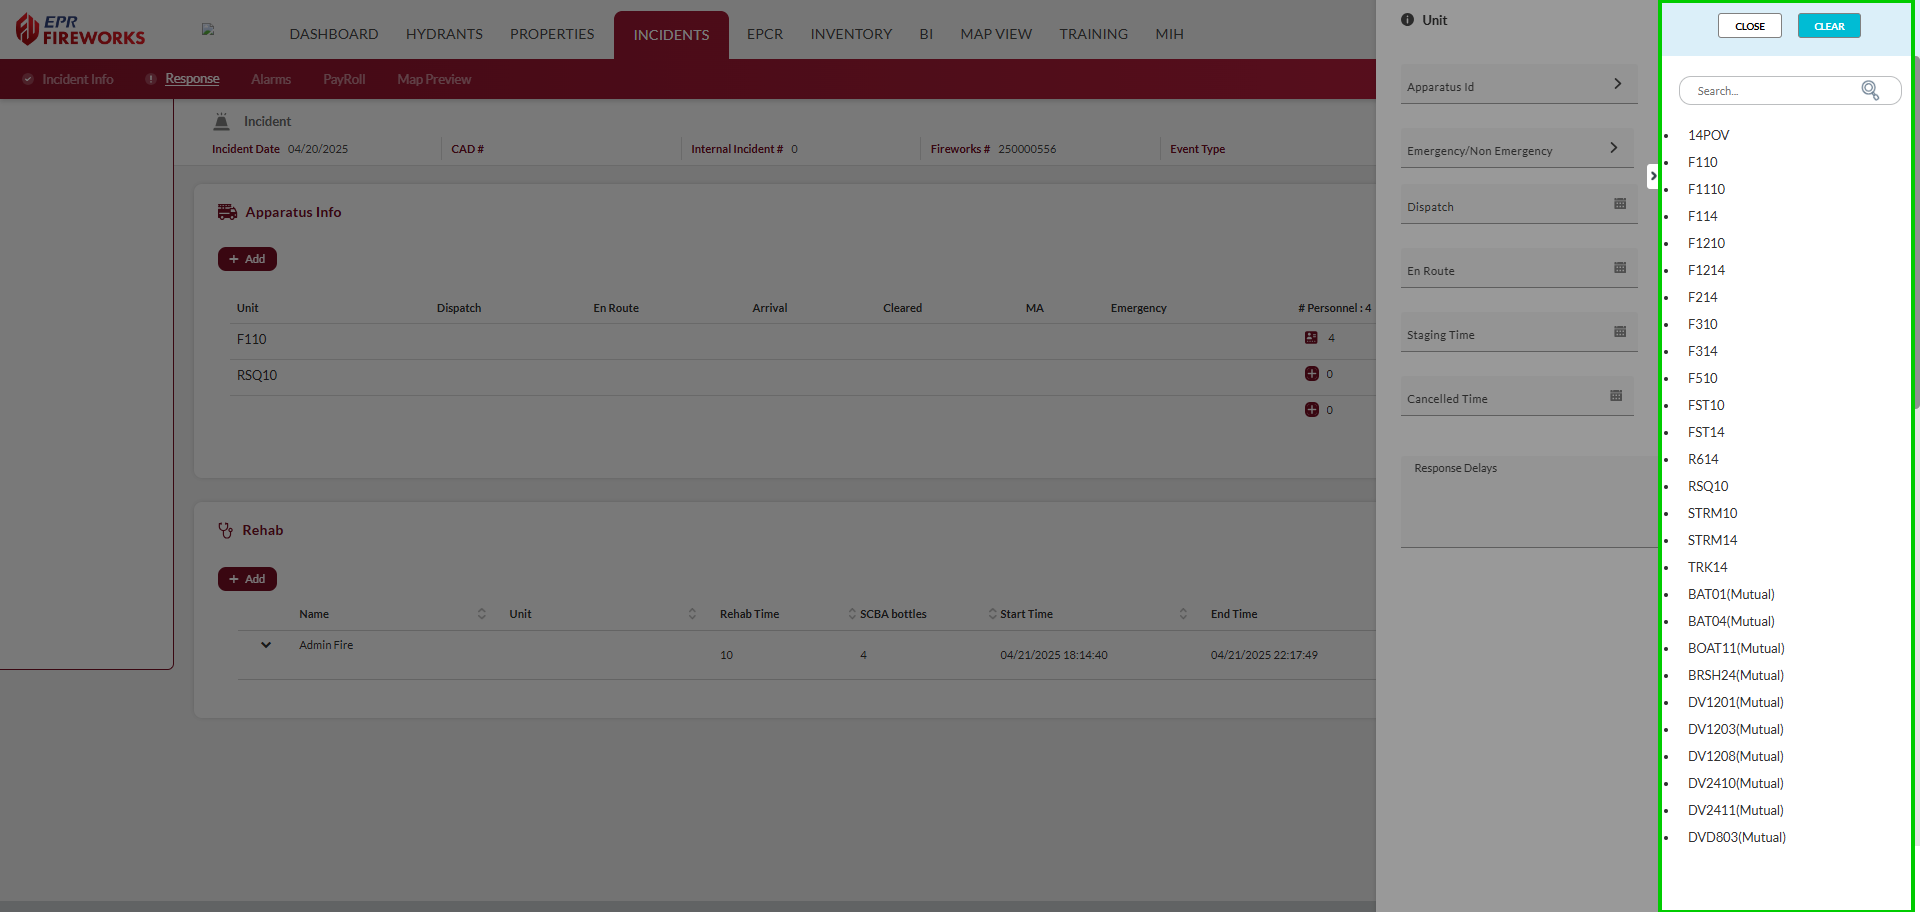 EPR
FIREWORKS
DASHBOARD
HYDRANTS
PROPERTIES
INCIDENTS
EPCR
INVENTORY
BI
MAP VIEW
TRAINING
MIH
Incident Info
Response
Alarms
PayRoll
Map Preview
Incident
Incident Date 04/20/2025
CAD #
Internal Incident # 0
Fireworks # 250000556
Event Type
Apparatus Info
+ Add
Unit Dispatch En Route Arrival Cleared MA Emergency # Personnel : 4
F110 4
RSQ10 0
0
Rehab
+ Add
Name Unit Rehab Time SCBA bottles Start Time End Time
Admin Fire
10 4 04/21/2025 18:14:40 04/21/2025 22:17:49
Unit
Apparatus Id
Emergency/Non Emergency
Dispatch
En Route
Staging Time
Cancelled Time
Response Delays
CLOSE
CLEAR
Search...
14POV
F110
F1110
F114
F1210
F1214
F214
F310
F314
F510
FST10
FST14
R614
RSQ10
STRM10
STRM14
TRK14
BAT01(Mutual)
BAT04(Mutual)
BOAT11(Mutual)
BRSH24(Mutual)
DV1201(Mutual)
DV1203(Mutual)
DV1208(Mutual)
DV2410(Mutual)
DV2411(Mutual)
DVD803(Mutual)